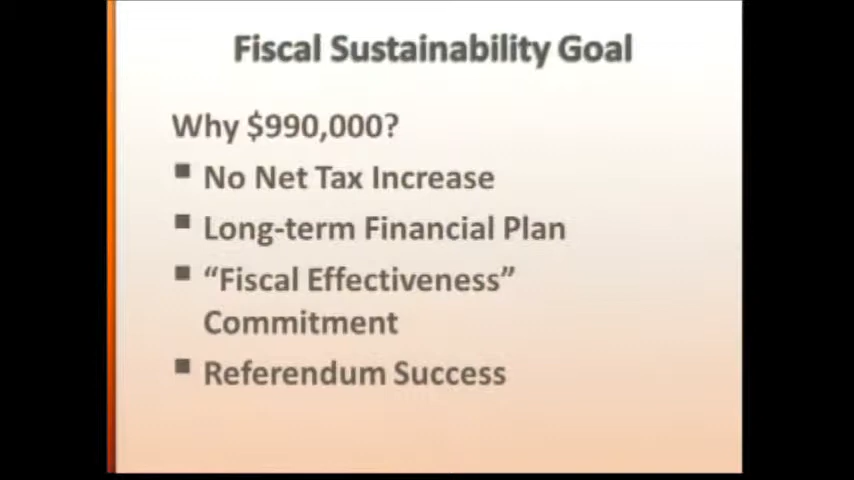 Fiscal Sustainability Goal
Why $990,000?
▪ No Net Tax Increase
▪ Long-term Financial Plan
▪ “Fiscal Effectiveness”
Commitment
▪ Referendum Success